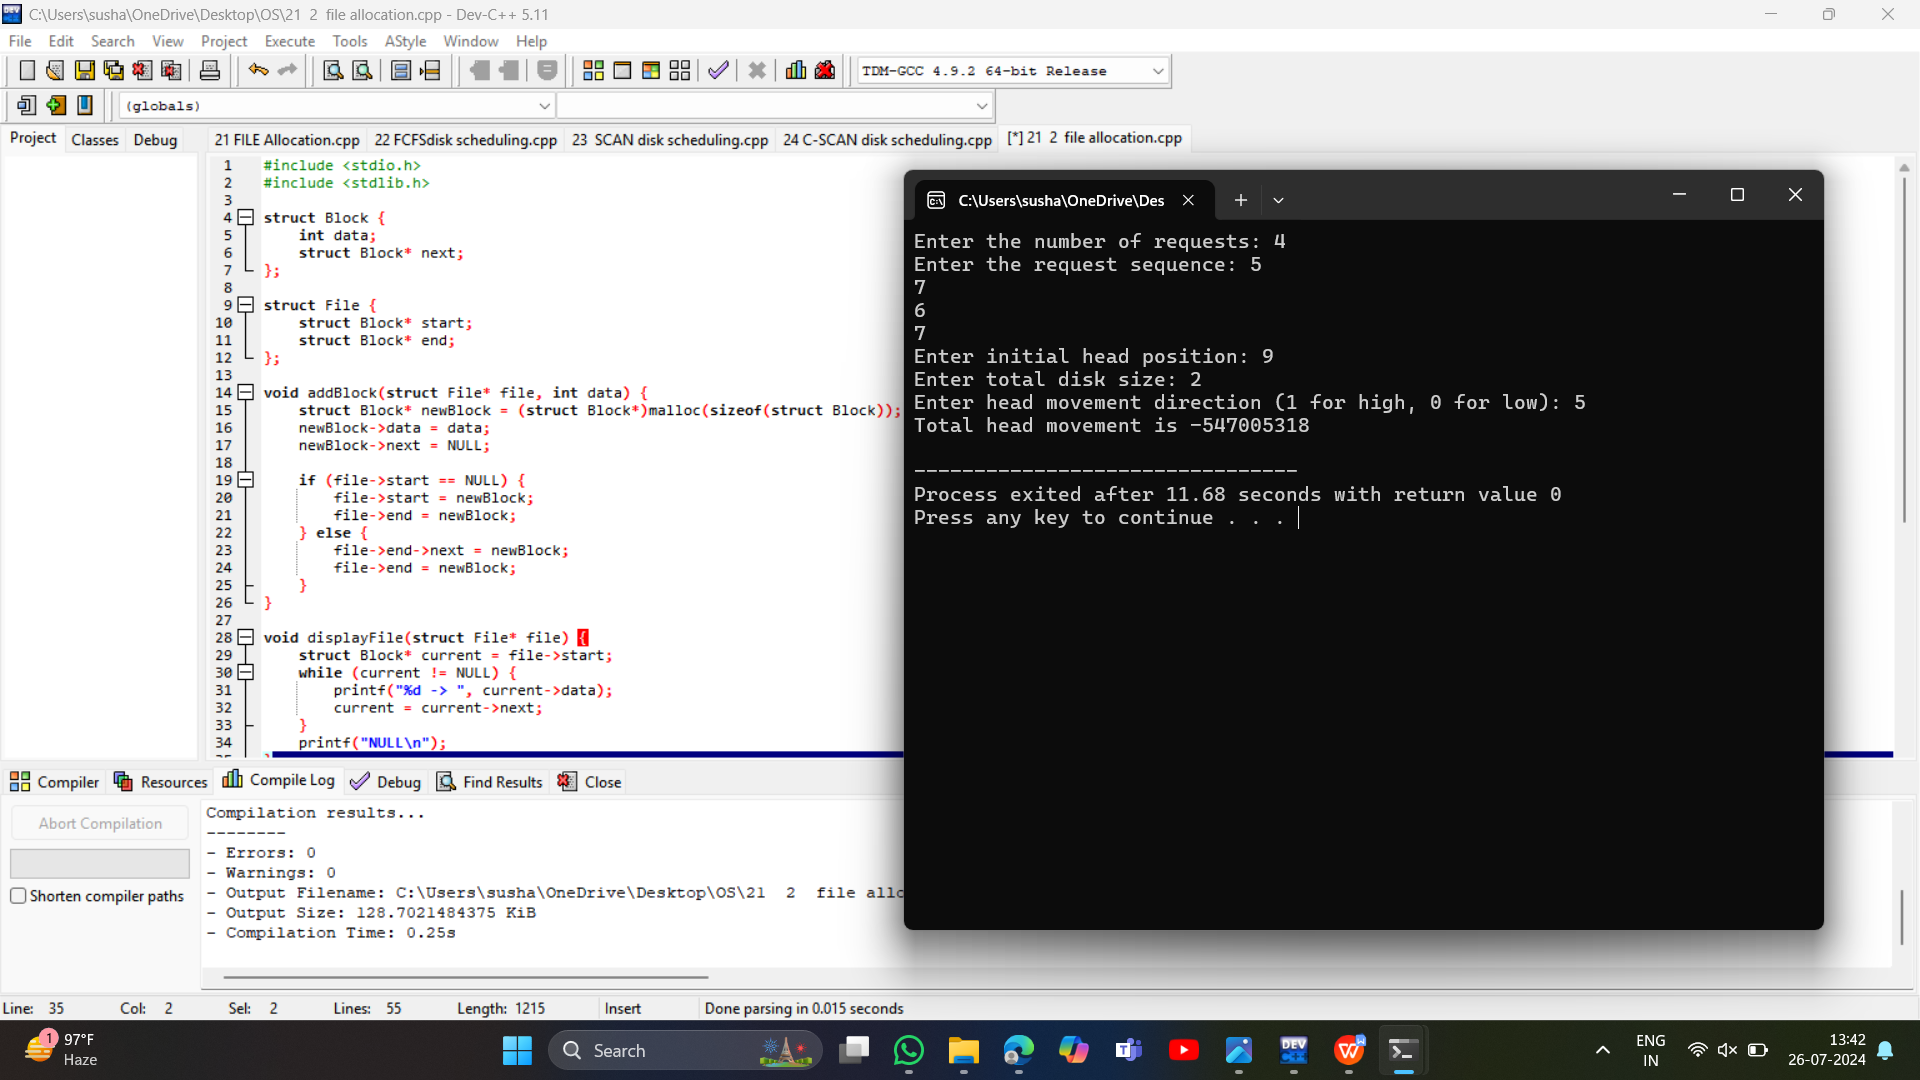 C:\Users\susha\OneDrive\Desktop\OS\21  2  file allocation.cpp - Dev-C++ 5.11
File Edit Search View Project Execute Tools AStyle Window Help
TDM-GCC 4.9.2 64-bit Release
(globals)
Project Classes Debug 21 FILE Allocation.cpp 22 FCFSdisk scheduling.cpp 23  SCAN disk scheduling.cpp 24 C-SCAN disk scheduling.cpp [*] 21  2  file allocation.cpp
1 #include <stdio.h>
2 #include <stdlib.h>
3
4 struct Block {
5     int data;
6     struct Block* next;
7 };
8
9 struct File {
10     struct Block* start;
11     struct Block* end;
12 };
13
14 void addBlock(struct File* file, int data) {
15     struct Block* newBlock = (struct Block*)malloc(sizeof(struct Block));
16     newBlock->data = data;
17     newBlock->next = NULL;
18
19     if (file->start == NULL) {
20         file->start = newBlock;
21         file->end = newBlock;
22     } else {
23         file->end->next = newBlock;
24         file->end = newBlock;
25     }
26 }
27
28 void displayFile(struct File* file) {
29     struct Block* current = file->start;
30     while (current != NULL) {
31         printf("%d -> ", current->data);
32         current = current->next;
33     }
34     printf("NULL\n");
C:\Users\susha\OneDrive\Des
Enter the number of requests: 4
Enter the request sequence: 5
7
6
7
Enter initial head position: 9
Enter total disk size: 2
Enter head movement direction (1 for high, 0 for low): 5
Total head movement is -547005318
--------------------------------
Process exited after 11.68 seconds with return value 0
Press any key to continue . . .
Compiler Resources Compile Log Debug Find Results Close
Abort Compilation
Shorten compiler paths
Compilation results...
--------
- Errors: 0
- Warnings: 0
- Output Filename: C:\Users\susha\OneDrive\Desktop\OS\21  2  file allo
- Output Size: 128.7021484375 KiB
- Compilation Time: 0.25s
Line: 35 Col: 2 Sel: 2 Lines: 55 Length: 1215 Insert Done parsing in 0.015 seconds
1
97°F
Haze
Search
DEV
ENG
IN
13:42
26-07-2024